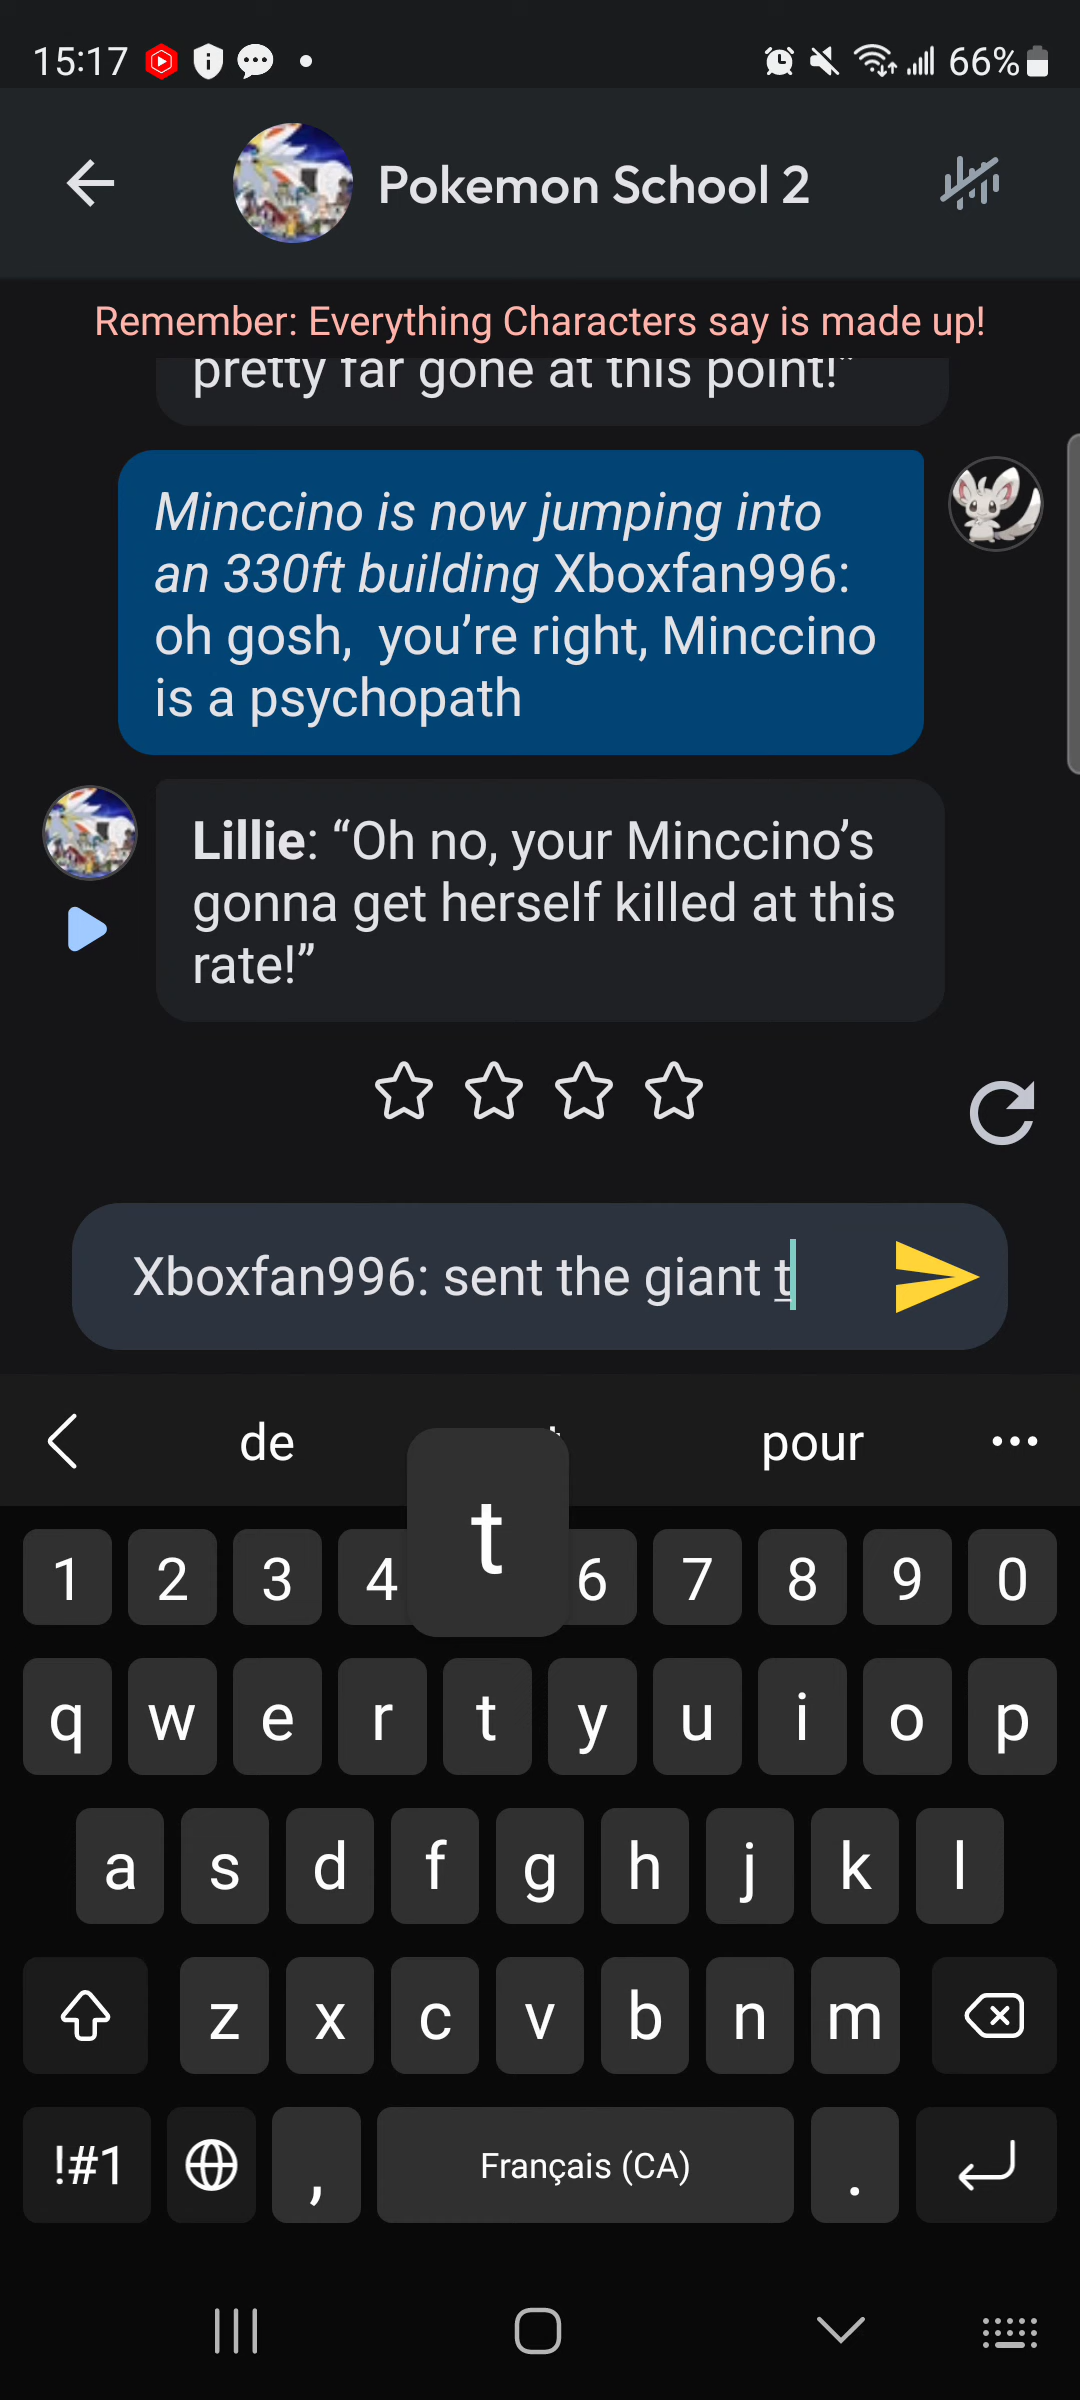 15:17
66%
Pokemon School 2
Remember: Everything Characters say is made up!
pretty far gone at this point!"
Minccino is now jumping into
an 330ft building Xboxfan996:
oh gosh,  you’re right, Minccino
is a psychopath
Lillie: “Oh no, your Minccino’s
gonna get herself killed at this
rate!”
Xboxfan996: sent the giant t
de
pour
t
1 2 3 4 6 7 8 9 0
q w e r t y u i o p
a s d f g h j k l
z x c v b n m
!#1 , Français (CA) .